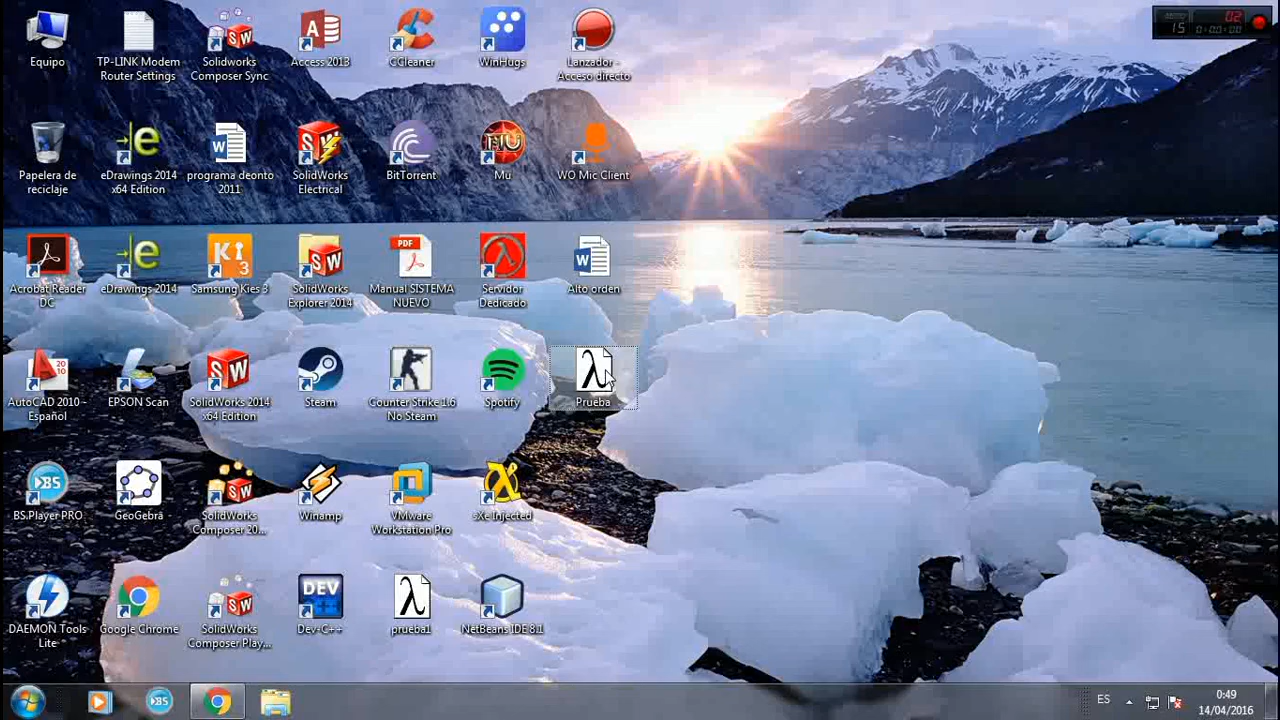 Equipo
TP-LINK Modem
Router Settings
Solidworks
Composer Sync
Access 2013
CCleaner
WinHugs
Lanzador -
Acceso directo
Papelera de
reciclaje
eDrawings 2014
x64 Edition
programa deonto
2011
SolidWorks
Electrical
BitTorrent
Mu
WO Mic Client
Acrobat Reader
DC
eDrawings 2014
Samsung Kies 3
SolidWorks
Explorer 2014
Manual SISTEMA
NUEVO
Servidor
Dedicado
Alto orden
AutoCAD 2010 -
Español
EPSON Scan
SolidWorks 2014
x64 Edition
Steam
Counter Strike 1.6
No Steam
Spotify
Prueba
BS.Player PRO
GeoGebra
SolidWorks
Composer 20...
Winamp
VMware
Workstation Pro
sXe Injected
DAEMON Tools
Lite
Google Chrome
SolidWorks
Composer Play...
DEV
Dev-C++
prueba1
NetBeans IDE 8.1
ES
0:49
14/04/2016